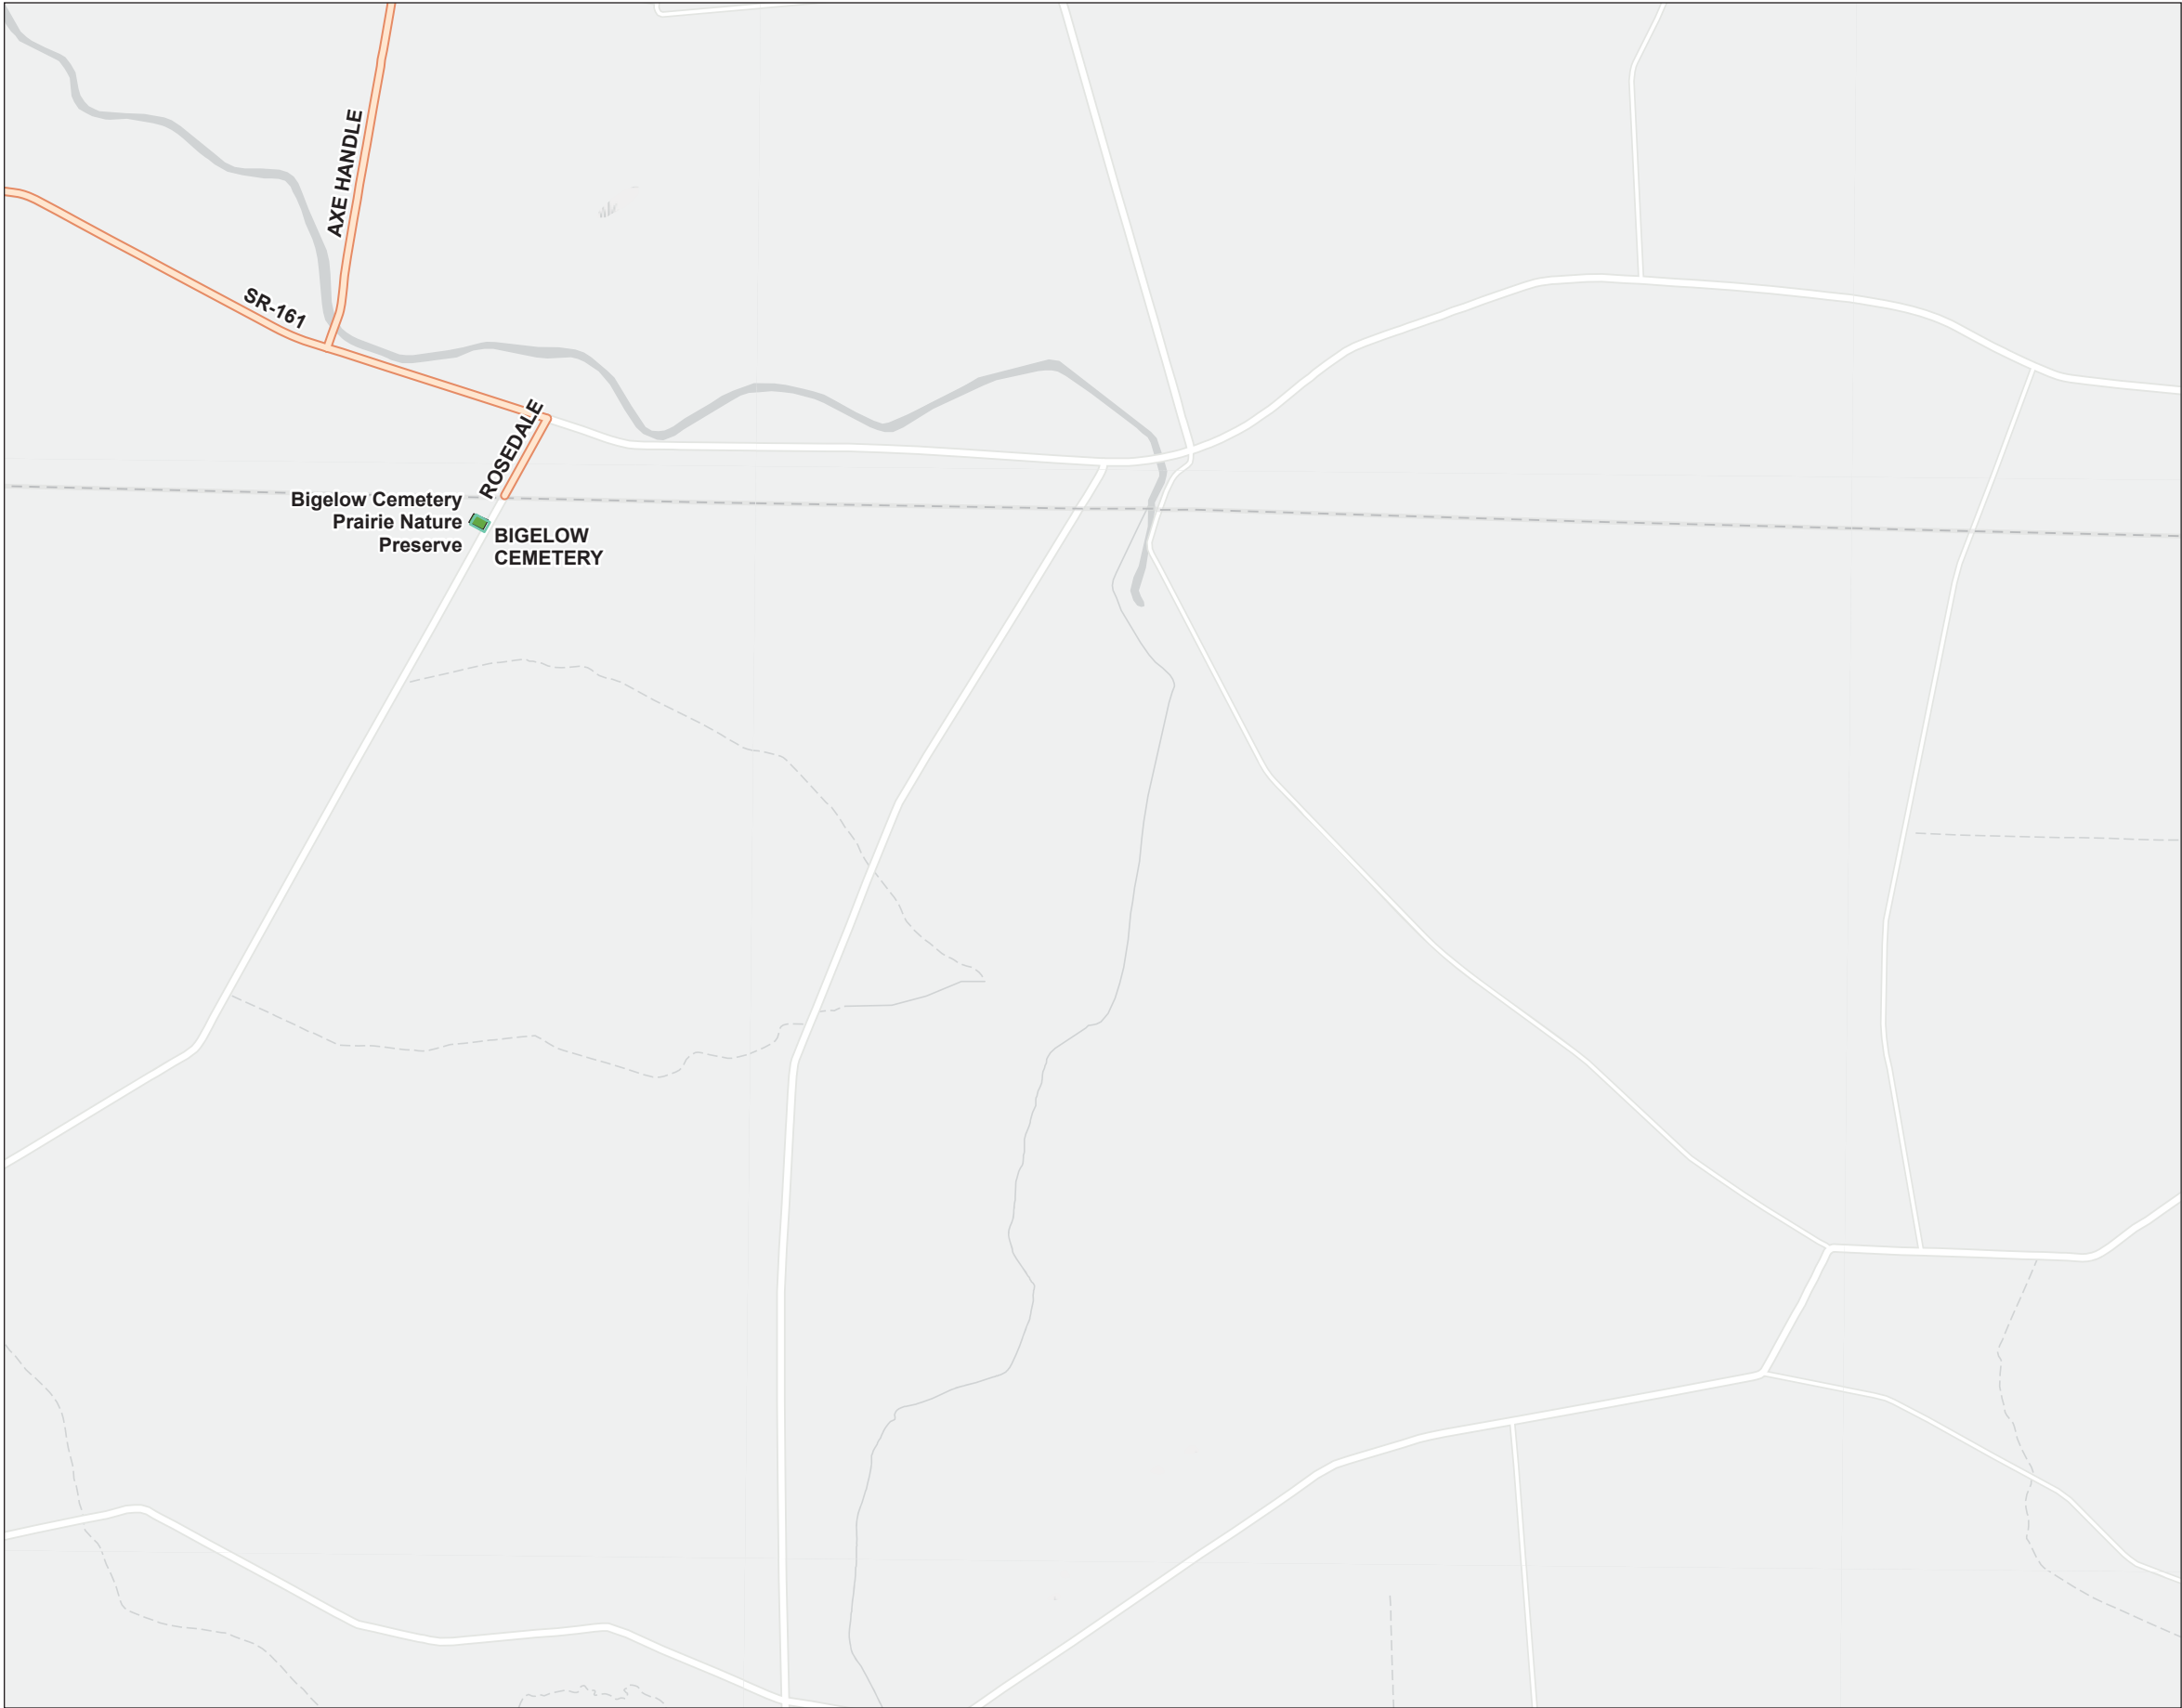 AXE HANDLE
SR-161
ROSEDALE
Bigelow Cemetery
Prairie Nature
Preserve
BIGELOW
CEMETERY